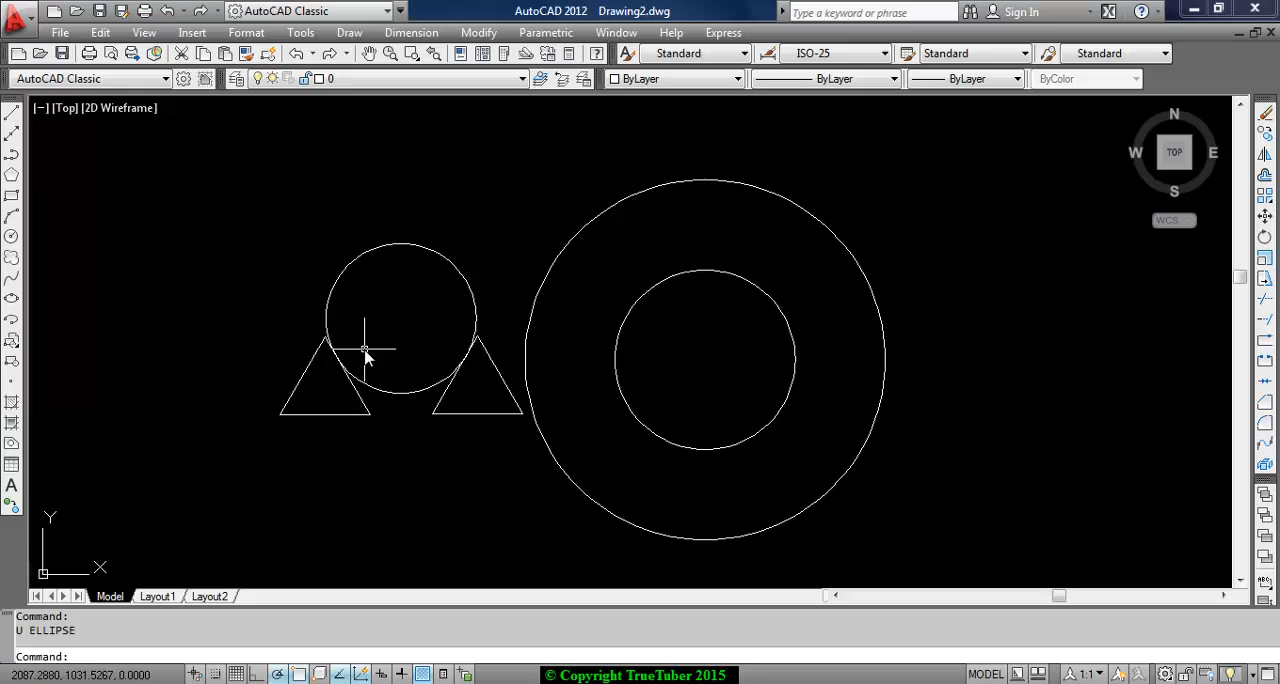 AutoCAD Classic AutoCAD 2012 Drawing2.dwg Type a keyword or phrase Sign In
File Edit View Insert Format Tools Draw Dimension Modify Parametric Window Help Express
Standard ISO-25 Standard Standard
AutoCAD Classic 0 ByLayer ByLayer ByLayer ByColor
[−] [Top] [2D Wireframe]
N
W TOP E
S
WCS
Y
X
Model Layout1 Layout2
Command:
U ELLIPSE
Command:
2087.2880, 1031.5267, 0.0000 © Copyright TrueTuber 2015 MODEL 1:1